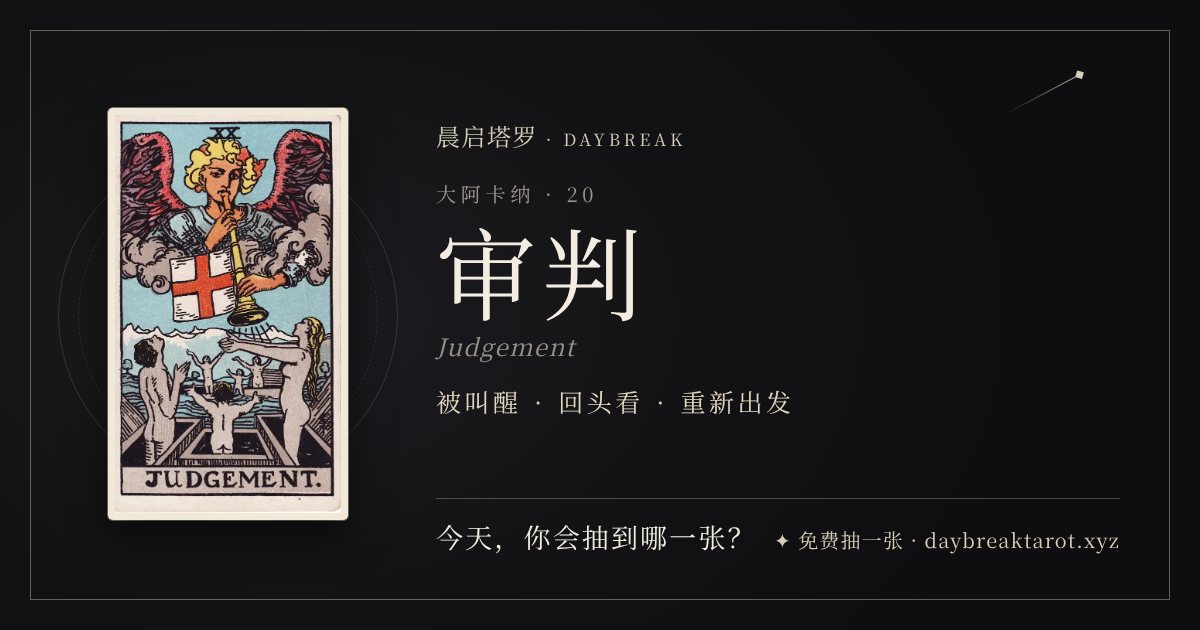 XX
JUDGEMENT.
晨启塔罗 · DAYBREAK
大阿卡纳 · 20
审判
Judgement
被叫醒 · 回头看 · 重新出发
今天，你会抽到哪一张？
✦ 免费抽一张 · daybreaktarot.xyz